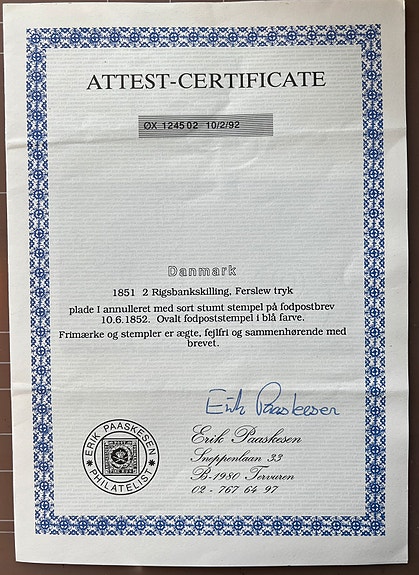 ATTEST-CERTIFICATE
ØX 124502 10/2/92
Danmark
1851 2 Rigsbankskilling, Ferslew tryk
plade I annulleret med sort stumt stempel på fodpostbrev
10.6.1852. Ovalt fodpoststempel i blå farve.
Frimærke og stempler er ægte, fejlfri og sammenhørende med
brevet.
Erik Paaskesen
Erik Paaskesen
Sneppenlaan 33
B-1980 Tervuren
02 - 767 64 97
ERIK PAASKESEN
PHILATELIST